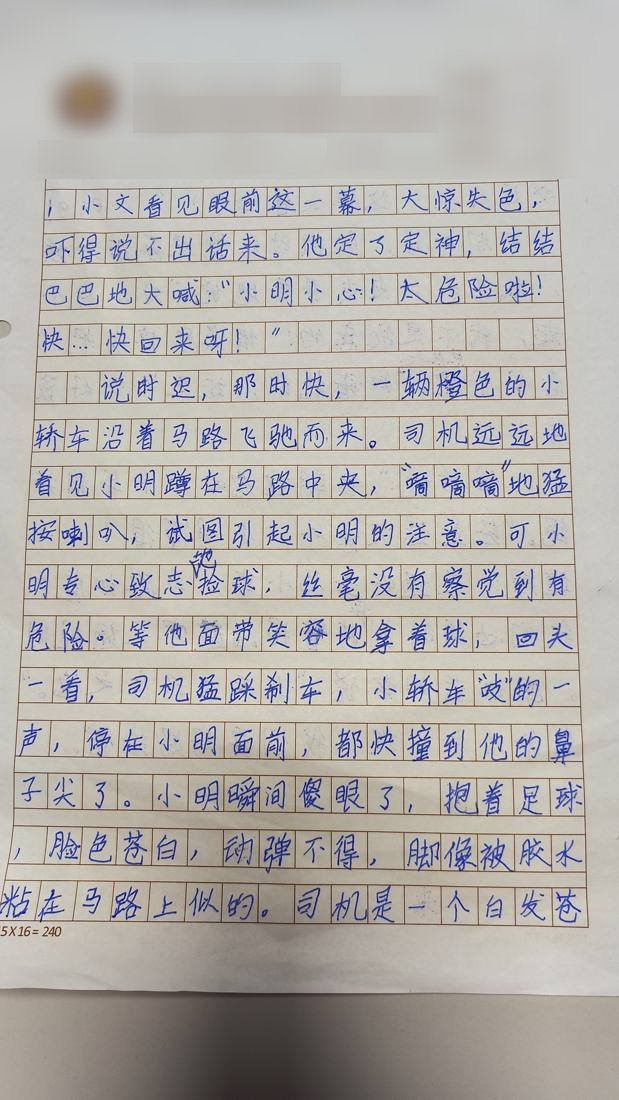 ，小文看见眼前这一幕，大惊失色，
吓得说不出话来。他定了定神，结结
巴巴地大喊：“小明小心！太危险啦！
快…快回来呀！”
说时迟，那时快，一辆橙色的小
轿车沿着马路飞驰而来。司机远远地
看见小明蹲在马路中央，“嘀嘀嘀”地猛
按喇叭，试图引起小明的注意。可小
明专心致志地捡球，丝毫没有察觉到有
危险。等他面带笑容地拿着球，回头
一看，司机猛踩刹车，小轿车“吱”的一
声，停在小明面前，都快撞到他的鼻
子尖了。小明瞬间傻眼了，抱着足球
，脸色苍白，动弹不得，脚像被胶水
粘在马路上似的。司机是一个白发苍
5X16=240